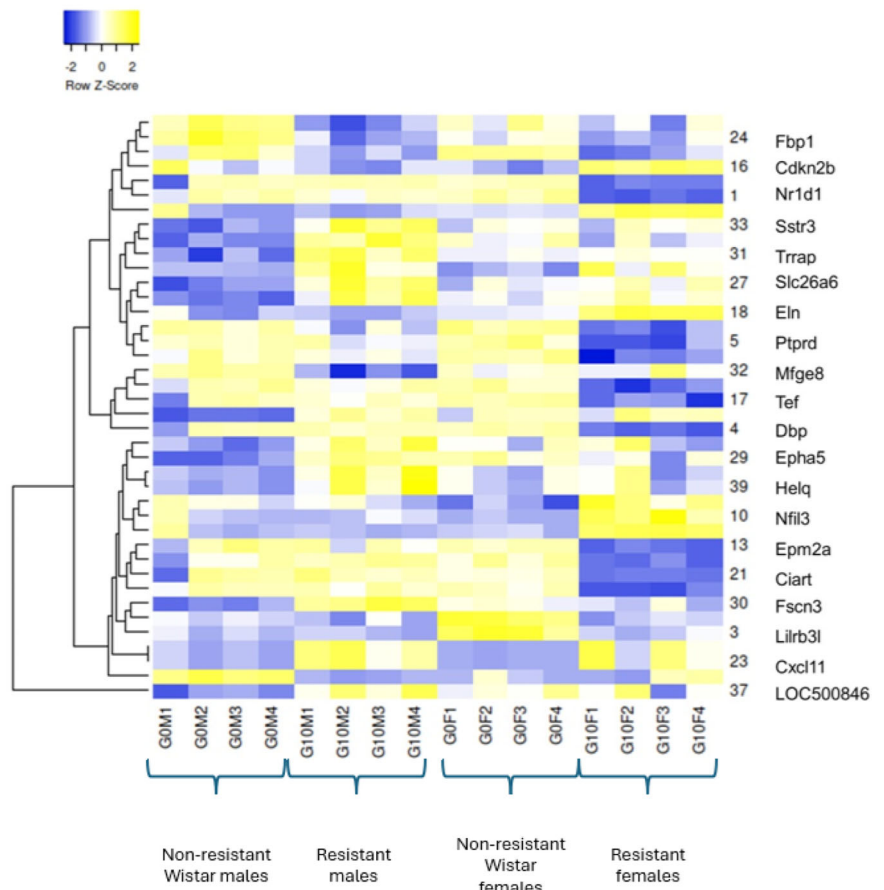 -2 0 2
Row Z-Score
24 Fbp1
16 Cdkn2b
1 Nr1d1
33 Sstr3
31 Trrap
27 Slc26a6
18 Eln
5 Ptprd
32 Mfge8
17 Tef
4 Dbp
29 Epha5
39 Helq
10 Nfil3
13 Epm2a
21 Ciart
30 Fscn3
3 Lilrb3l
23 Cxcl11
37 LOC500846
G0M1 G0M2 G0M3 G0M4 G10M1 G10M2 G10M3 G10M4 G0F1 G0F2 G0F3 G0F4 G10F1 G10F2 G10F3 G10F4
Non-resistant
Wistar males
Resistant
males
Non-resistant
Wistar
females
Resistant
females